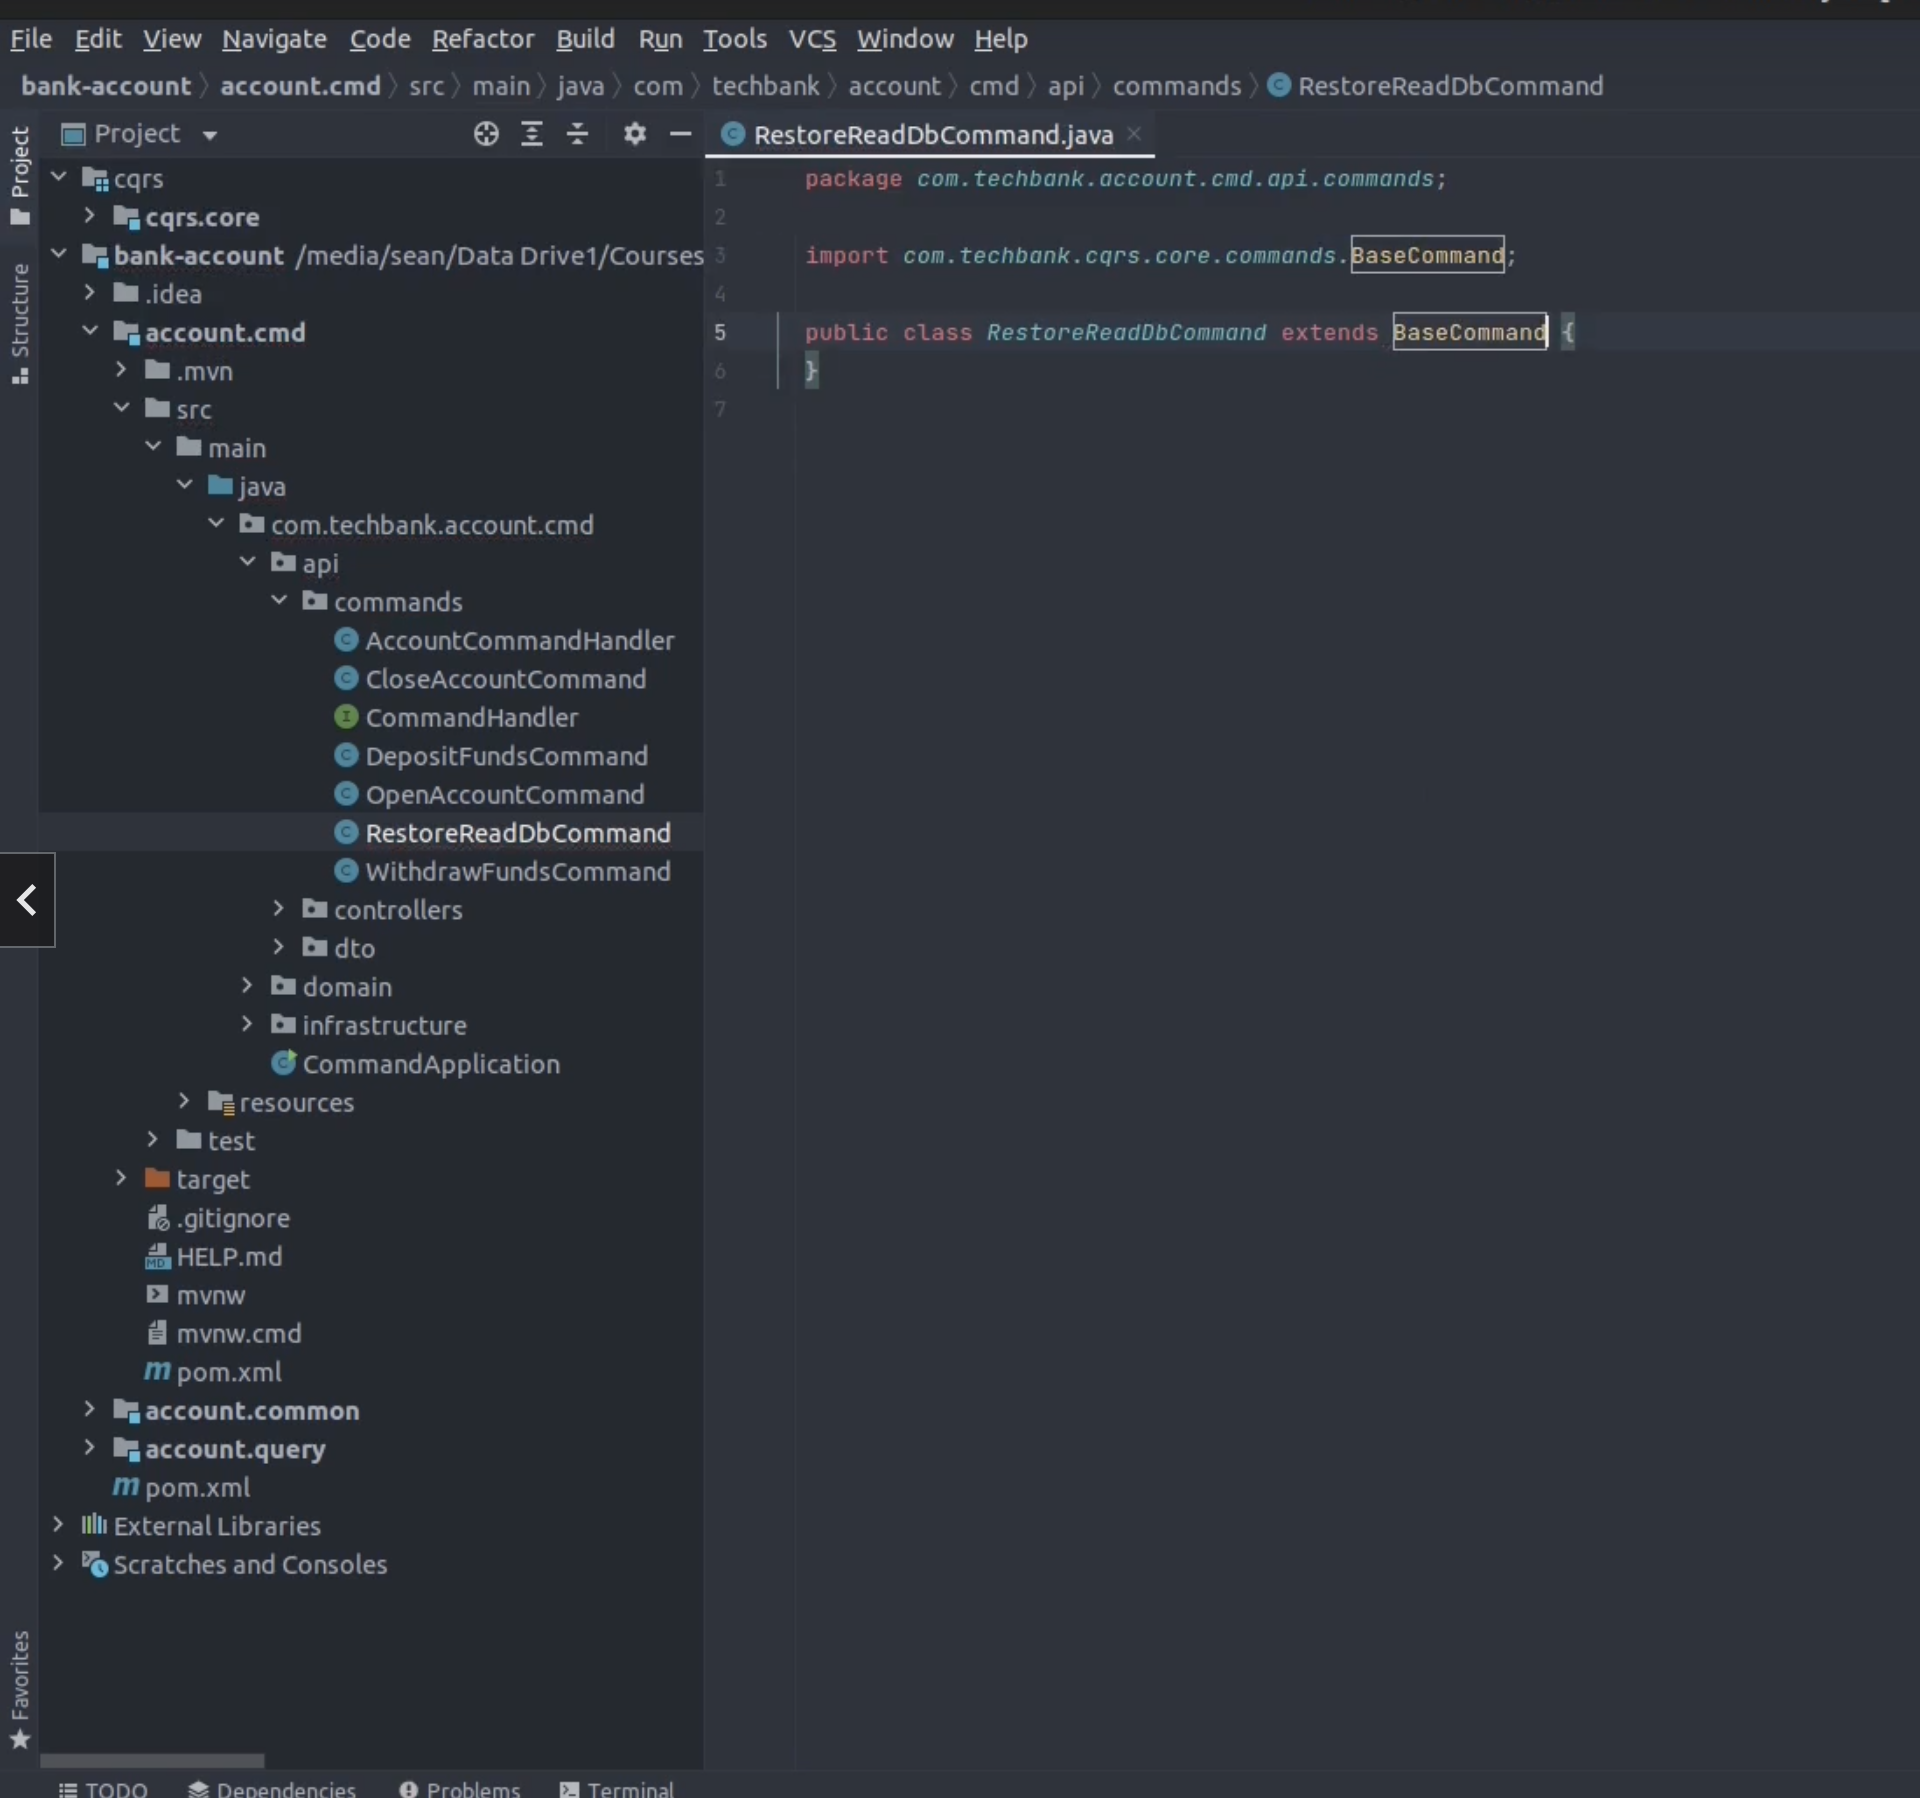 File Edit View Navigate Code Refactor Build Run Tools VCS Window Help
bank-account account.cmd src main java com techbank account cmd api commands RestoreReadDbCommand
Project
RestoreReadDbCommand.java
Project
Structure
Favorites
cqrs
cqrs.core
bank-account /media/sean/Data Drive1/Courses
.idea
account.cmd
.mvn
src
main
java
com.techbank.account.cmd
api
commands
AccountCommandHandler
CloseAccountCommand
CommandHandler
DepositFundsCommand
OpenAccountCommand
RestoreReadDbCommand
WithdrawFundsCommand
controllers
dto
domain
infrastructure
CommandApplication
resources
test
target
.gitignore
HELP.md
mvnw
mvnw.cmd
pom.xml
account.common
account.query
pom.xml
External Libraries
Scratches and Consoles
1 package com.techbank.account.cmd.api.commands;
2
3 import com.techbank.cqrs.core.commands.BaseCommand;
4
5 public class RestoreReadDbCommand extends BaseCommand {
6 }
7
TODO Dependencies Problems Terminal